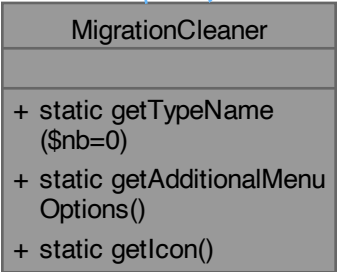 MigrationCleaner
+ static getTypeName
($nb=0)
+ static getAdditionalMenu
Options()
+ static getIcon()